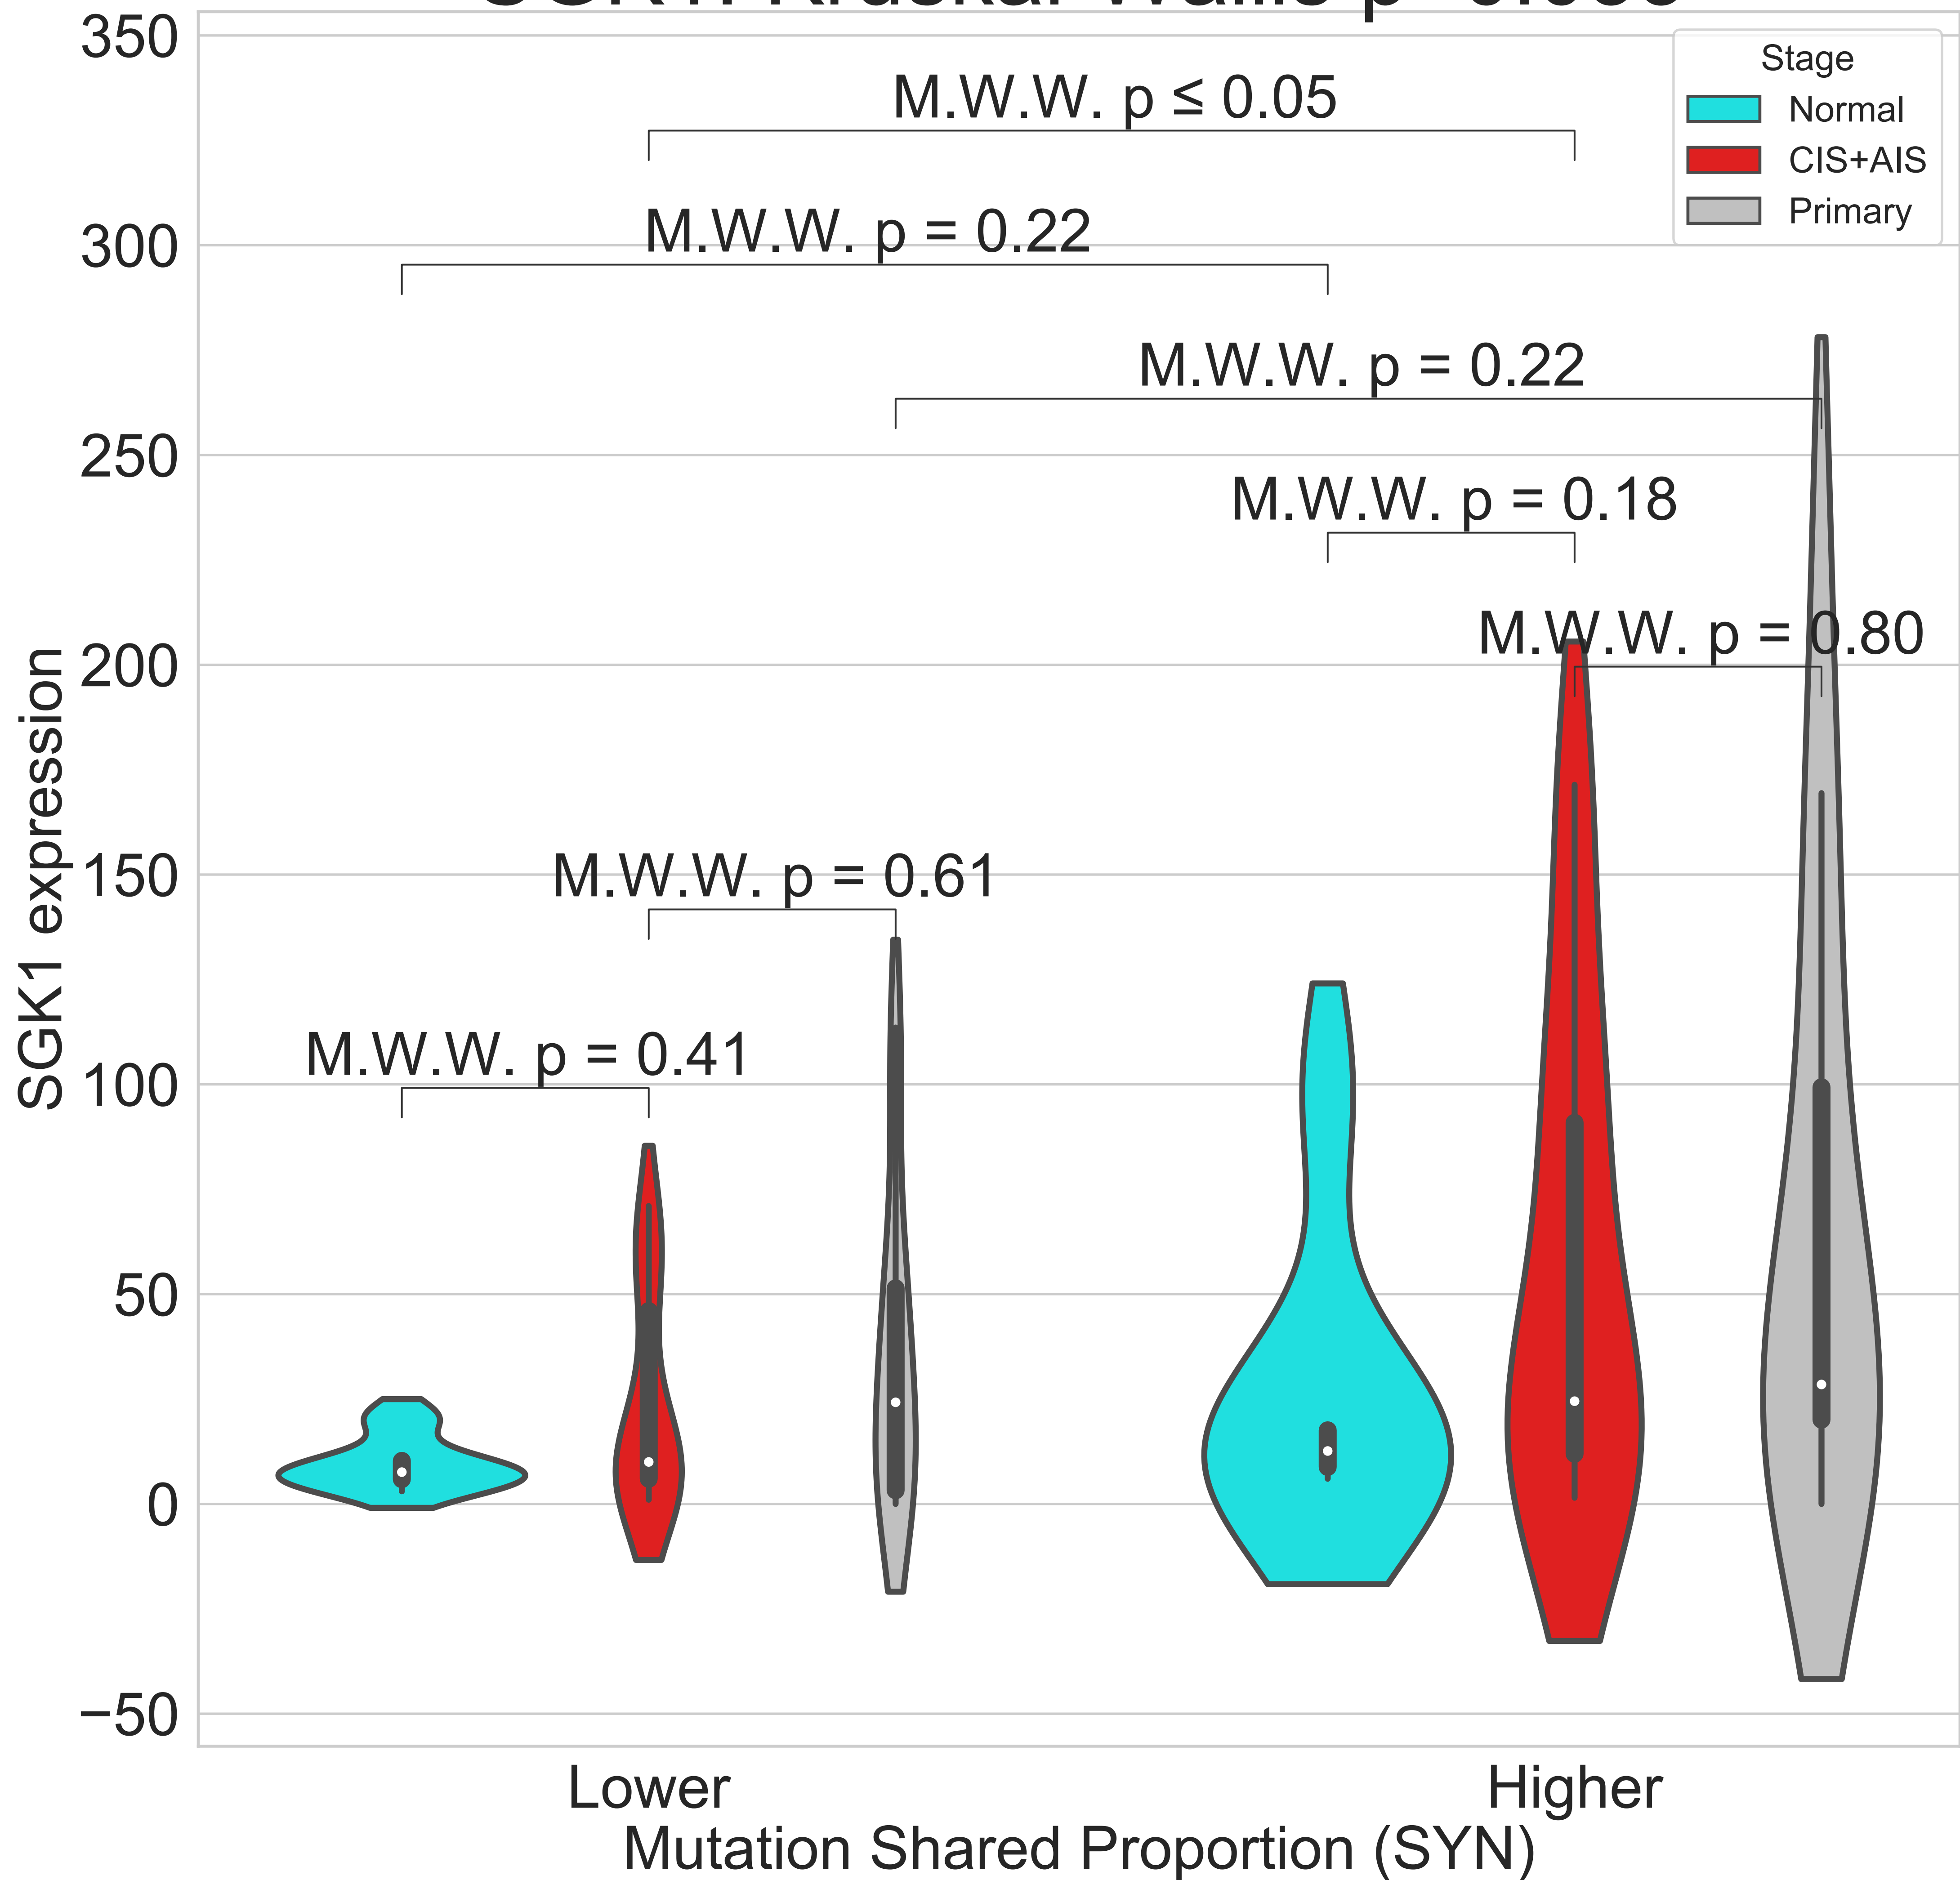 350
300
250
200
150
100
50
0
−50
SGK1 expression
M.W.W. p ≤ 0.05
M.W.W. p = 0.22
M.W.W. p = 0.22
M.W.W. p = 0.18
M.W.W. p = 0.80
M.W.W. p = 0.61
M.W.W. p = 0.41
Stage
Normal
CIS+AIS
Primary
Lower
Higher
Mutation Shared Proportion (SYN)